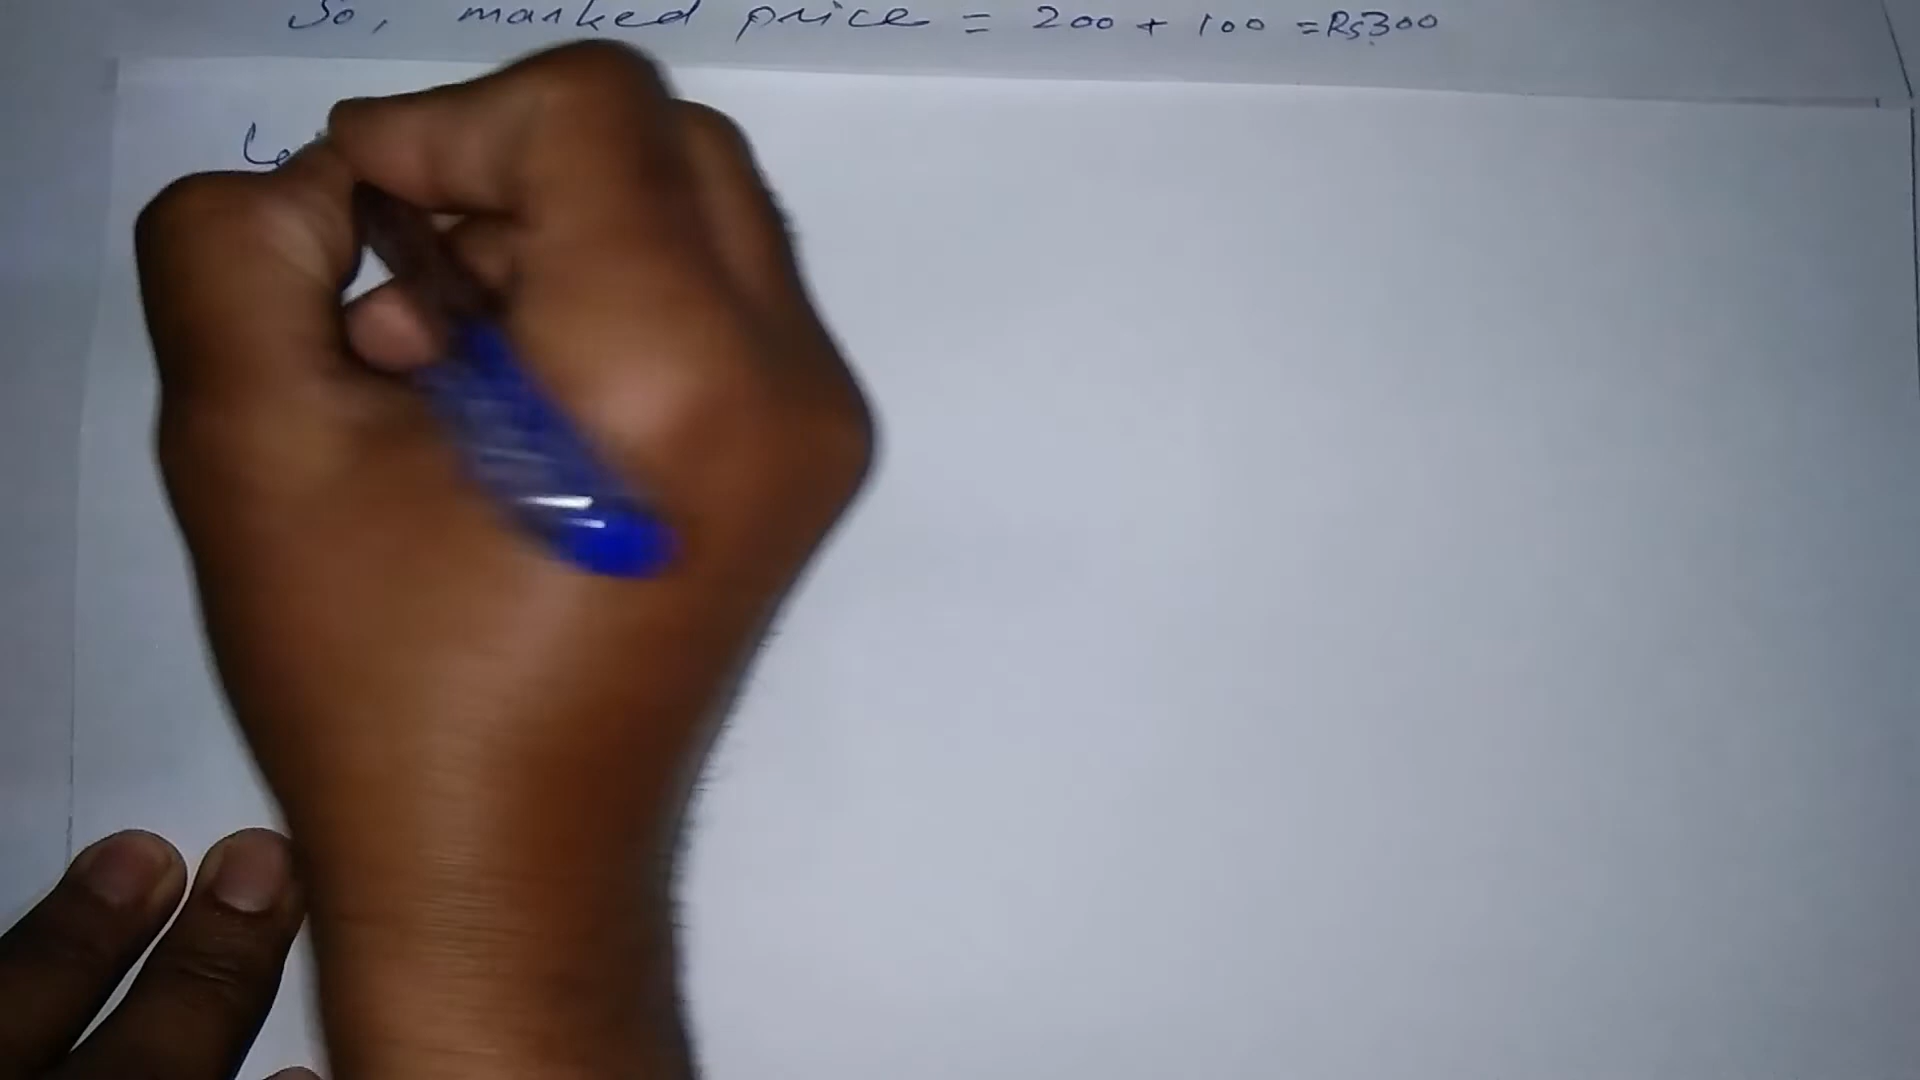 So, marked price = 200 + 100 = Rs300